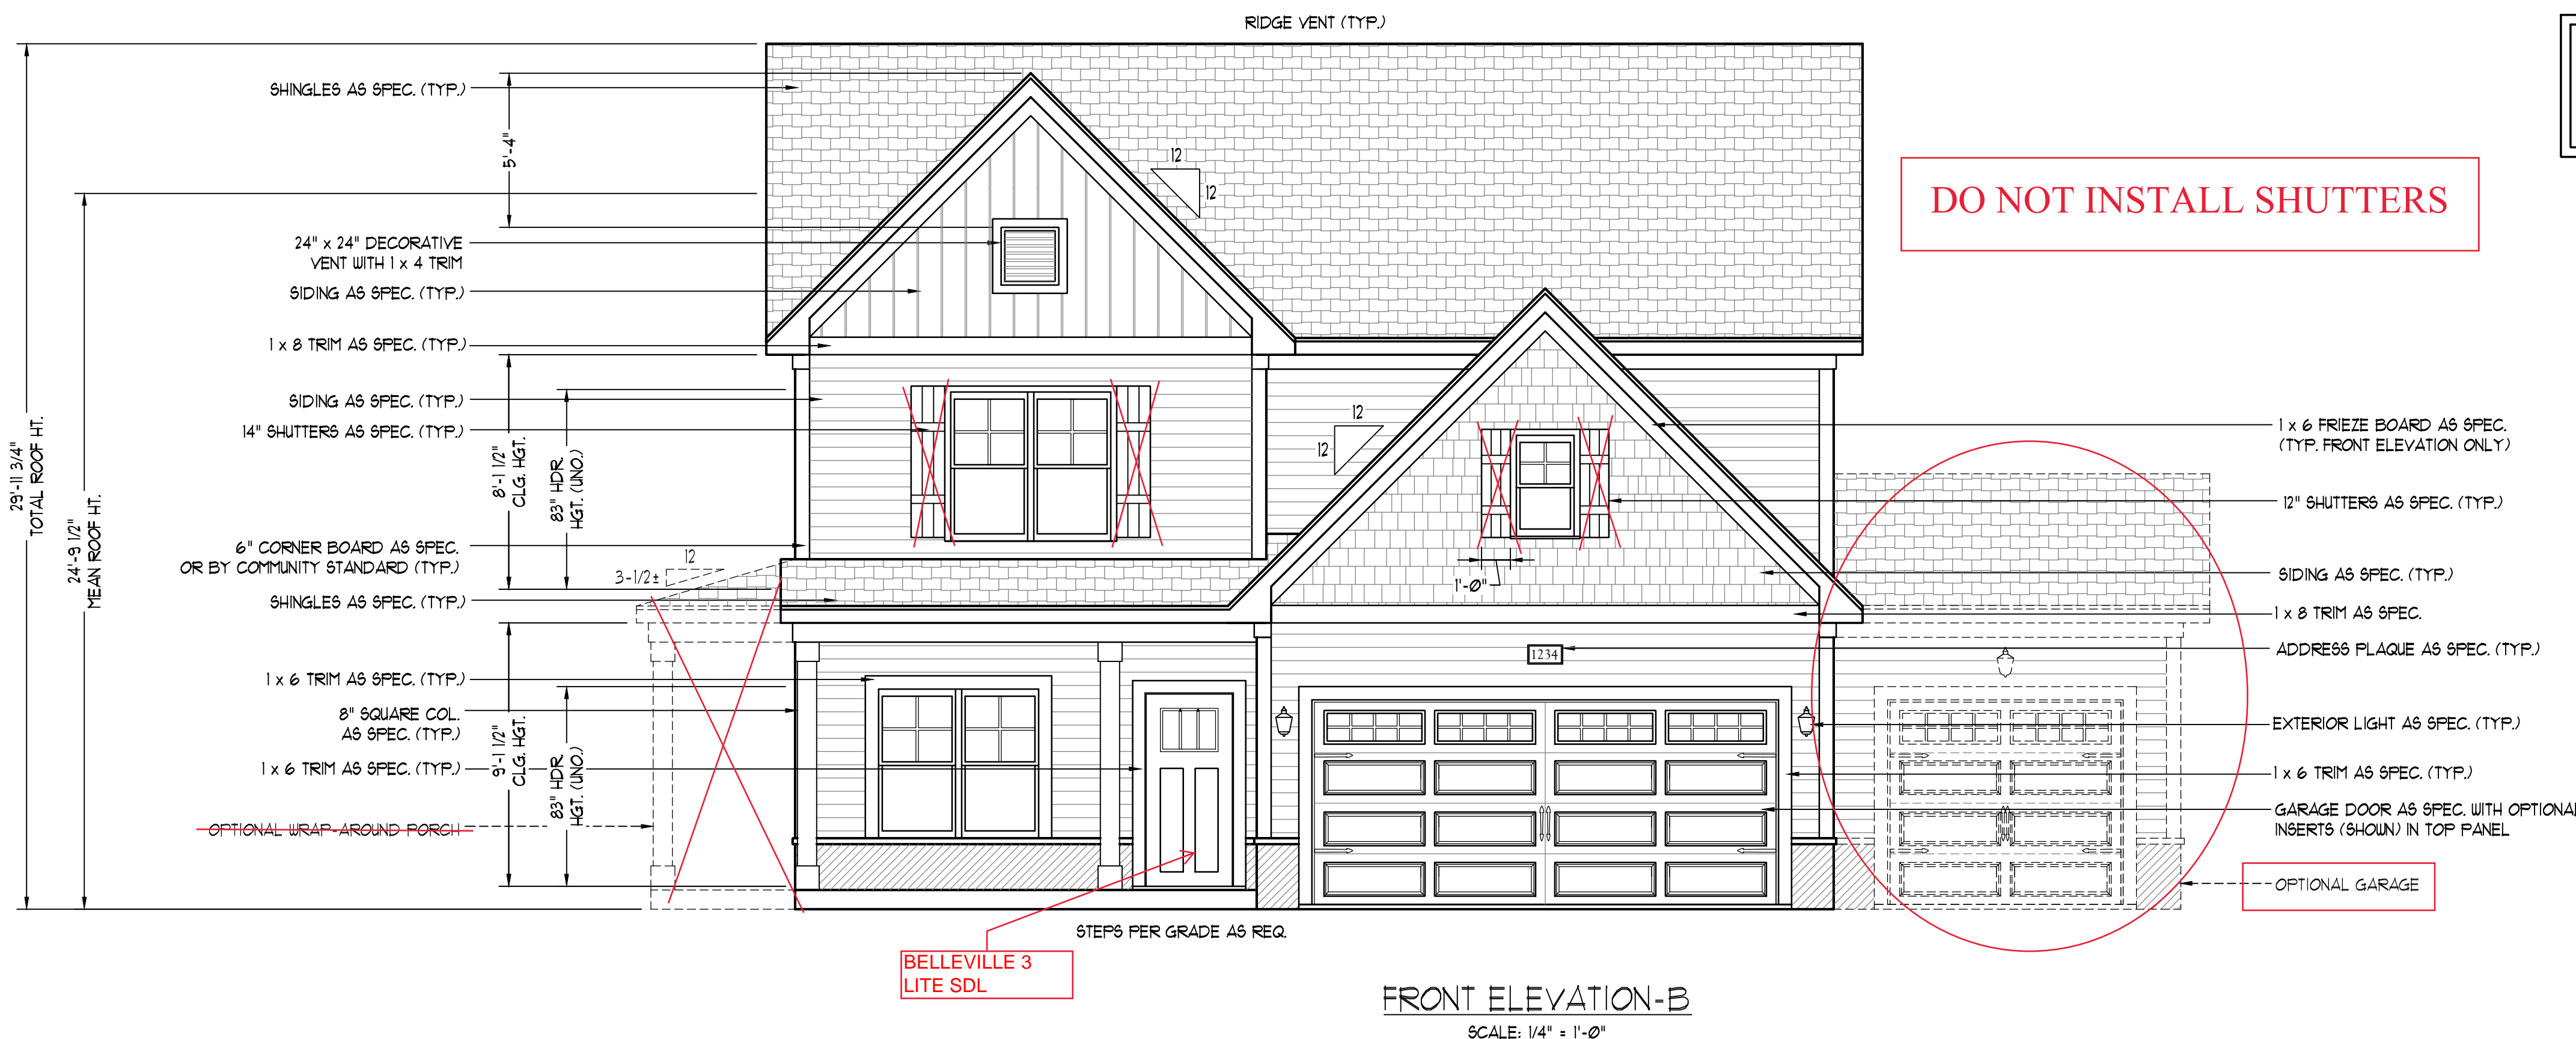 RIDGE VENT (TYP.)
SHINGLES AS SPEC. (TYP.)
5'-4"
12
12
DO NOT INSTALL SHUTTERS
24" x 24" DECORATIVE
VENT WITH 1 x 4 TRIM
SIDING AS SPEC. (TYP.)
1 x 8 TRIM AS SPEC. (TYP.)
SIDING AS SPEC. (TYP.)
14" SHUTTERS AS SPEC. (TYP.)
29'-11 3/4"
TOTAL ROOF HT.
24'-9 1/2"
MEAN ROOF HT.
8'-1 1/2"
CLG. HGT.
83" HDR.
HGT. (UNO.)
12
12
1 x 6 FRIEZE BOARD AS SPEC.
(TYP. FRONT ELEVATION ONLY)
12" SHUTTERS AS SPEC. (TYP.)
6" CORNER BOARD AS SPEC.
OR BY COMMUNITY STANDARD (TYP.)
12
3-1/2±
1'-0"
SIDING AS SPEC. (TYP.)
SHINGLES AS SPEC. (TYP.)
1 x 8 TRIM AS SPEC.
1234
ADDRESS PLAQUE AS SPEC. (TYP.)
1 x 6 TRIM AS SPEC. (TYP.)
8" SQUARE COL.
AS SPEC. (TYP.)
9'-1 1/2"
CLG. HGT.
83" HDR.
HGT. (UNO.)
EXTERIOR LIGHT AS SPEC. (TYP.)
1 x 6 TRIM AS SPEC. (TYP.)
1 x 6 TRIM AS SPEC. (TYP.)
GARAGE DOOR AS SPEC. WITH OPTIONAL
INSERTS (SHOWN) IN TOP PANEL
OPTIONAL WRAP-AROUND PORCH
OPTIONAL GARAGE
STEPS PER GRADE AS REQ.
BELLEVILLE 3
LITE SDL
FRONT ELEVATION-B
SCALE: 1/4" = 1'-0"